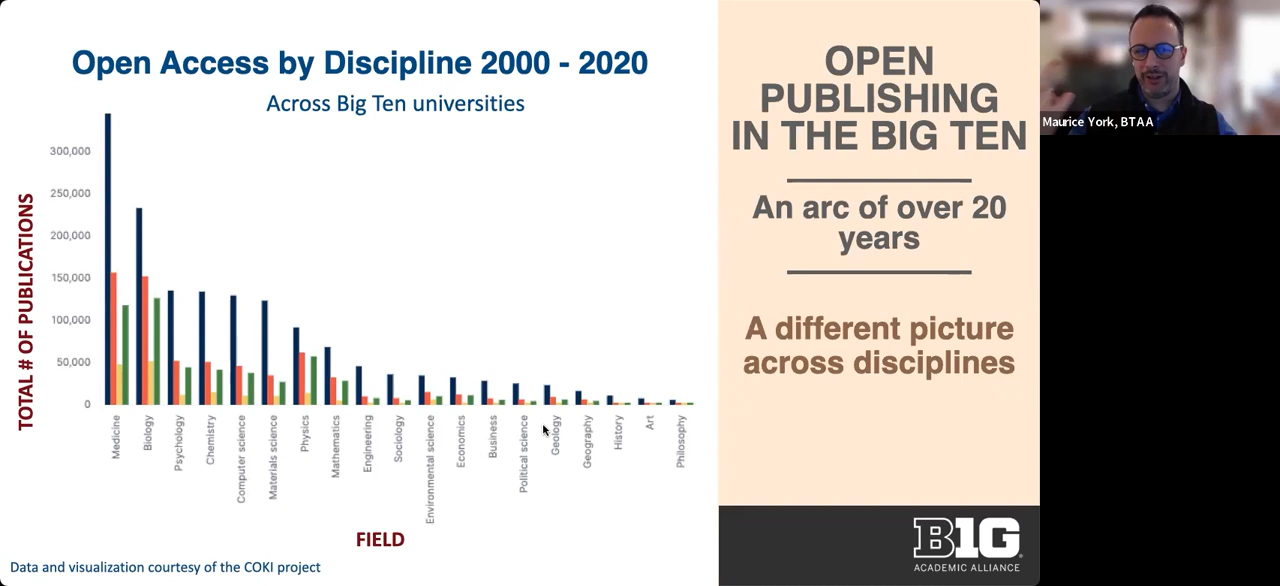 Open Access by Discipline 2000 - 2020
Across Big Ten universities
TOTAL # OF PUBLICATIONS
300,000
250,000
200,000
150,000
100,000
50,000
0
Medicine
Biology
Psychology
Chemistry
Computer science
Materials science
Physics
Mathematics
Engineering
Sociology
Environmental science
Economics
Business
Political science
Geology
Geography
History
Art
Philosophy
FIELD
Data and visualization courtesy of the COKI project
OPEN
PUBLISHING
IN THE BIG TEN
An arc of over 20
years
A different picture
across disciplines
B1G
ACADEMIC ALLIANCE
Maurice York, BTAA